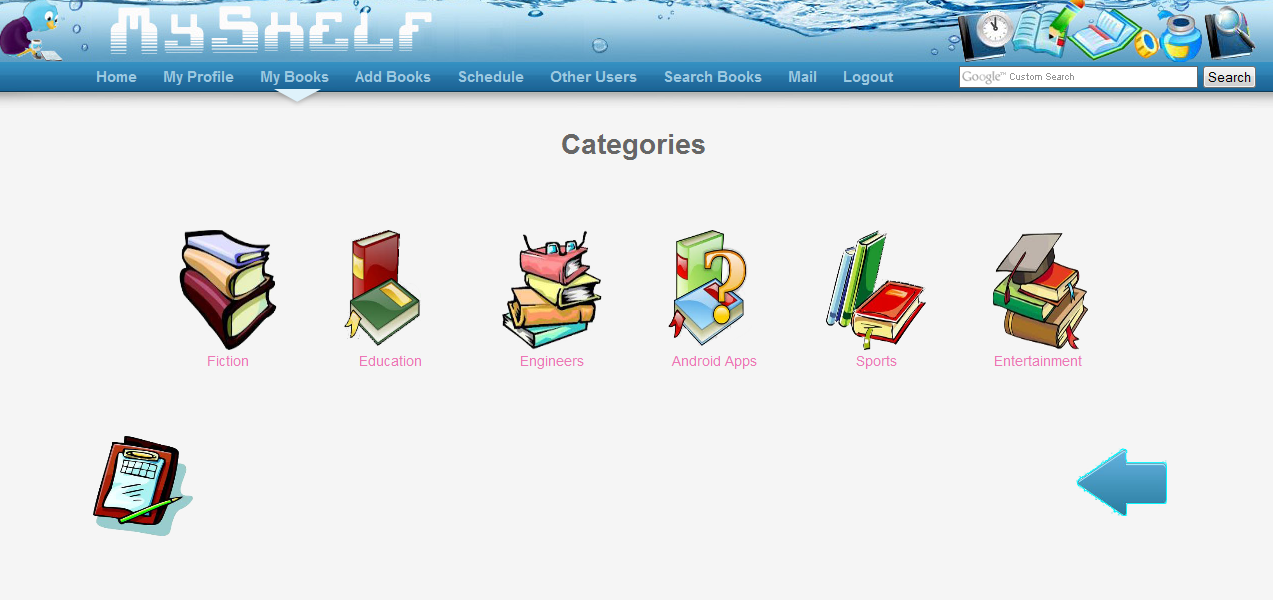 MyShelf
Home My Profile My Books Add Books Schedule Other Users Search Books Mail Logout Google™ Custom Search Search
Categories
Fiction Education Engineers Android Apps Sports Entertainment